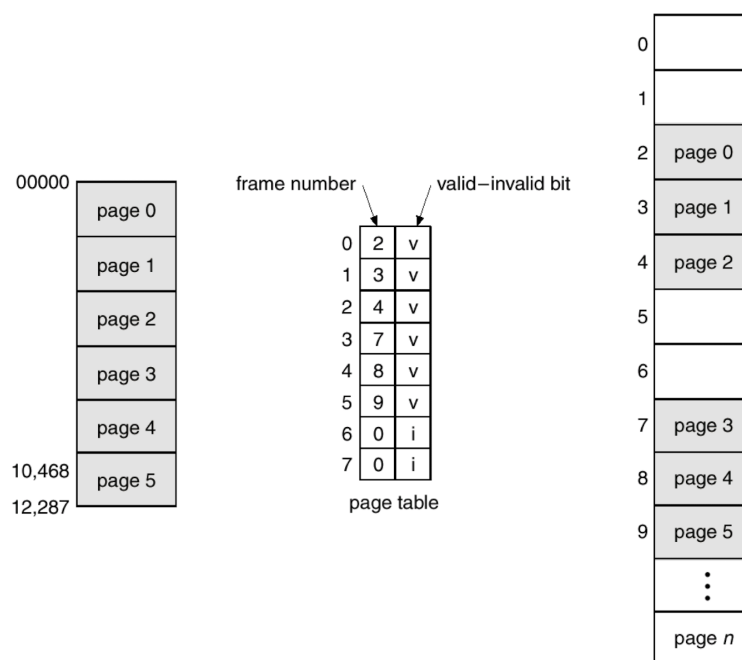 00000
page 0
page 1
page 2
page 3
page 4
10,468
page 5
12,287
frame number
valid–invalid bit
0 2 v
1 3 v
2 4 v
3 7 v
4 8 v
5 9 v
6 0 i
7 0 i
page table
0
1
2 page 0
3 page 1
4 page 2
5
6
7 page 3
8 page 4
9 page 5
page n